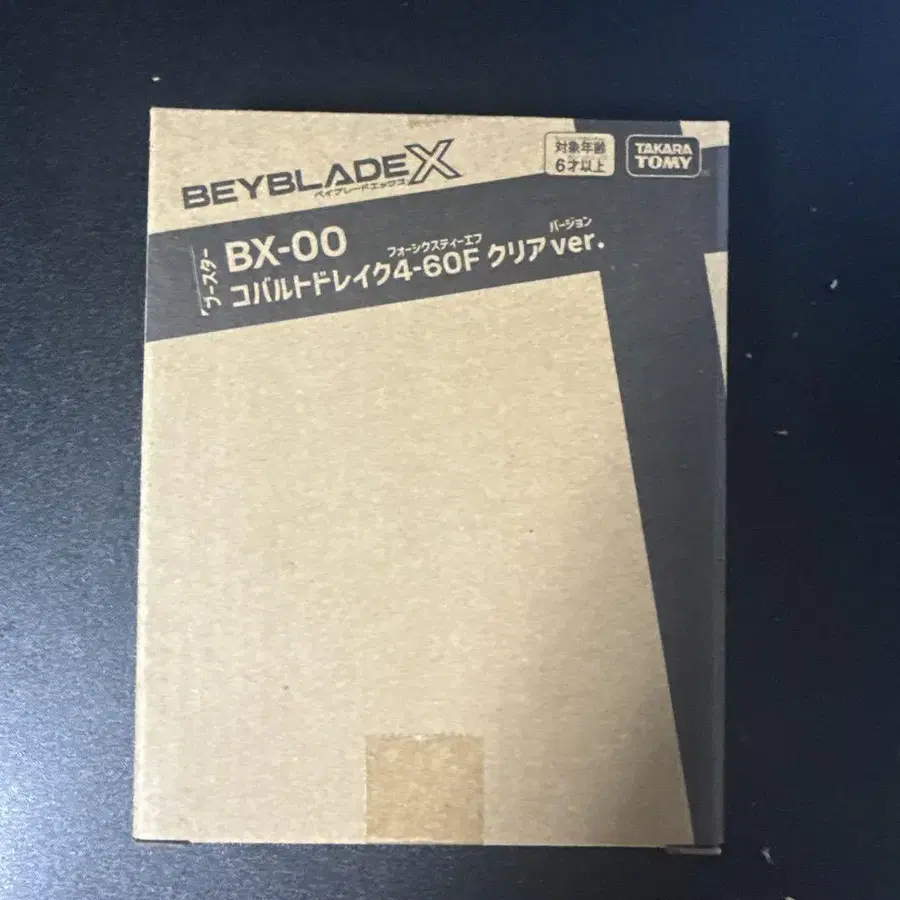 BEYBLADE X
ベイブレードエックス
対象年齢
6才以上
TAKARA
TOMY
ブースター
BX-00
フォーシクスティーエフ
バージョン
コバルトドレイク4-60F クリアver.